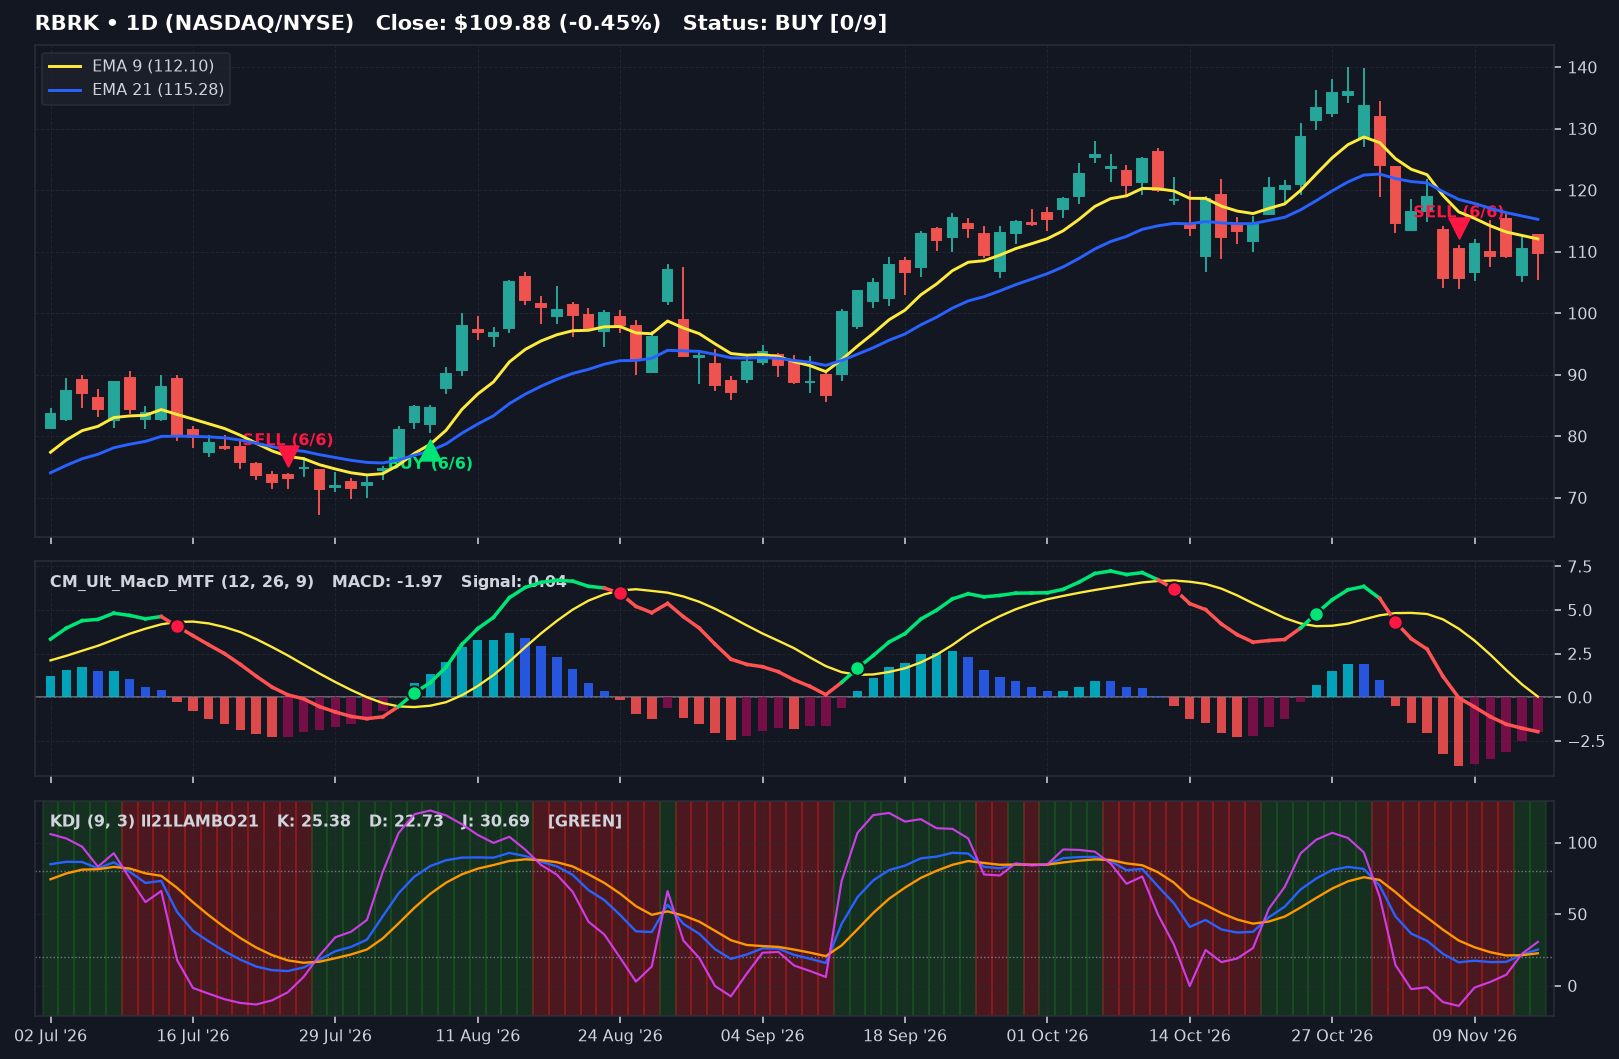 RBRK • 1D (NASDAQ/NYSE)   Close: $109.88 (-0.45%)   Status: BUY [0/9]
EMA 9 (112.10)
EMA 21 (115.28)
140
130
120
110
100
90
80
70
SELL (6/6)
BUY (6/6)
SELL (6/6)
CM_Ult_MacD_MTF (12, 26, 9)   MACD: -1.97   Signal: 0.04
7.5
5.0
2.5
0.0
−2.5
KDJ (9, 3) II21LAMBO21   K: 25.38   D: 22.73   J: 30.69   [GREEN]
100
50
0
02 Jul '26
16 Jul '26
29 Jul '26
11 Aug '26
24 Aug '26
04 Sep '26
18 Sep '26
01 Oct '26
14 Oct '26
27 Oct '26
09 Nov '26